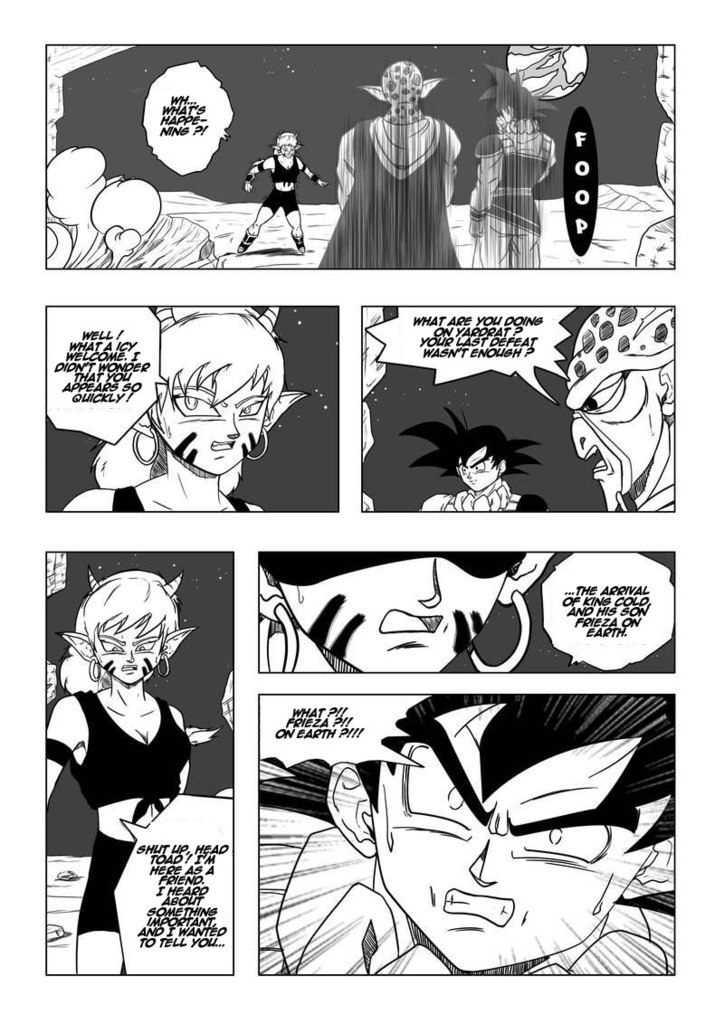 WH...
WHAT'S
HAPPE-
NING ?!
FOOP
WELL !
WHAT A ICY
WELCOME. I
DIDN'T WONDER
THAT YOU
APPEARS SO
QUICKLY !
WHAT ARE YOU DOING
ON YARDRAT ?
YOUR LAST DEFEAT
WASN'T ENOUGH ?
SHUT UP, HEAD
TOAD ! I'M
HERE AS A
FRIEND.
I HEARD
ABOUT
SOMETHING
IMPORTANT,
AND I WANTED
TO TELL YOU...
...THE ARRIVAL
OF KING COLD,
AND HIS SON
FRIEZA ON
EARTH.
WHAT ?!!
FRIEZA ?!!
ON EARTH ?!!!